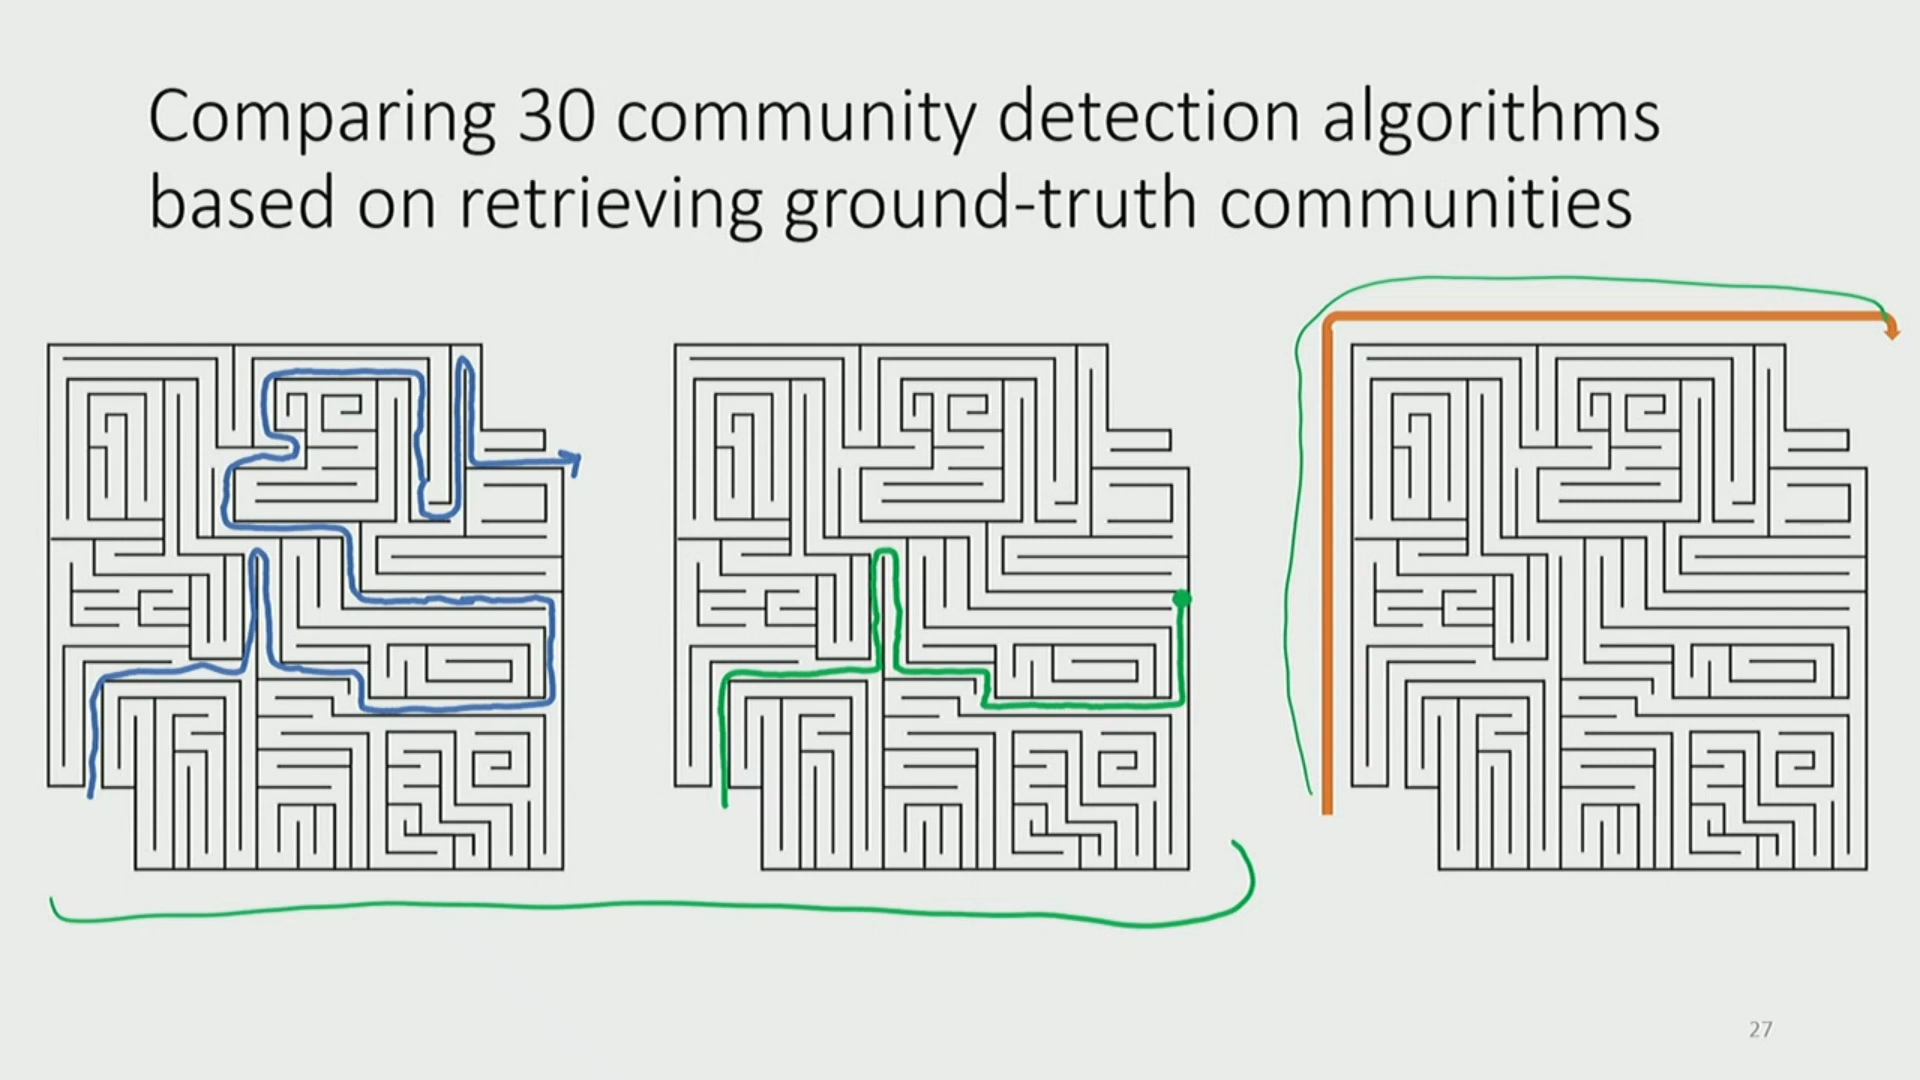 Comparing 30 community detection algorithms
based on retrieving ground-truth communities
27